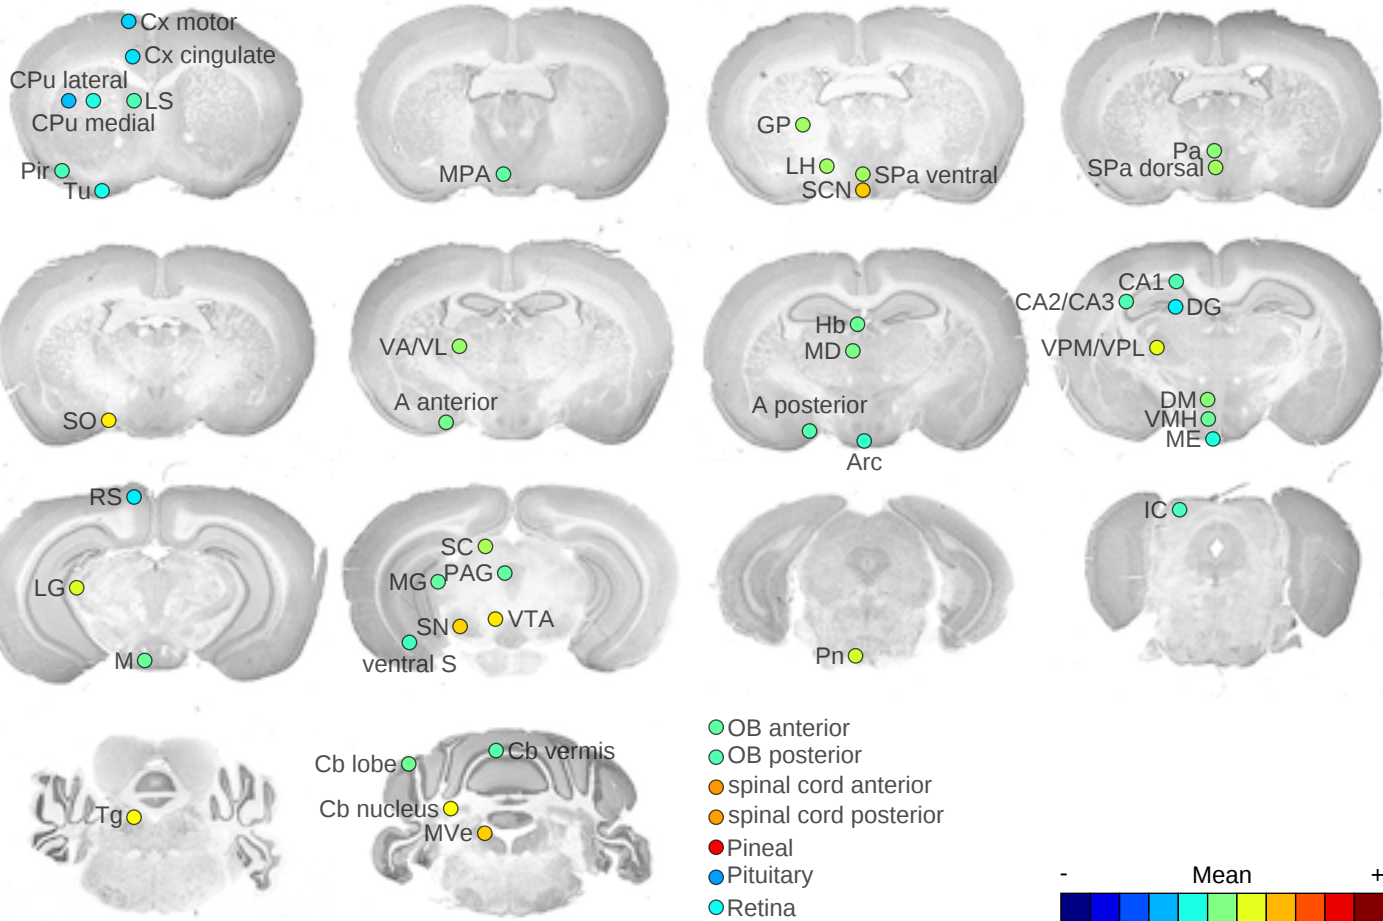 Cx motor
Cx cingulate
CPu lateral
LS
CPu medial
Pir
Tu
MPA
GP
LH
SPa ventral
SCN
Pa
SPa dorsal
SO
VA/VL
A anterior
Hb
MD
A posterior
Arc
CA1
CA2/CA3
DG
VPM/VPL
DM
VMH
ME
RS
LG
M
SC
PAG
MG
SN
VTA
ventral S
Pn
IC
Tg
Cb vermis
Cb lobe
Cb nucleus
MVe
OB anterior
OB posterior
spinal cord anterior
spinal cord posterior
Pineal
Pituitary
Retina
- Mean +